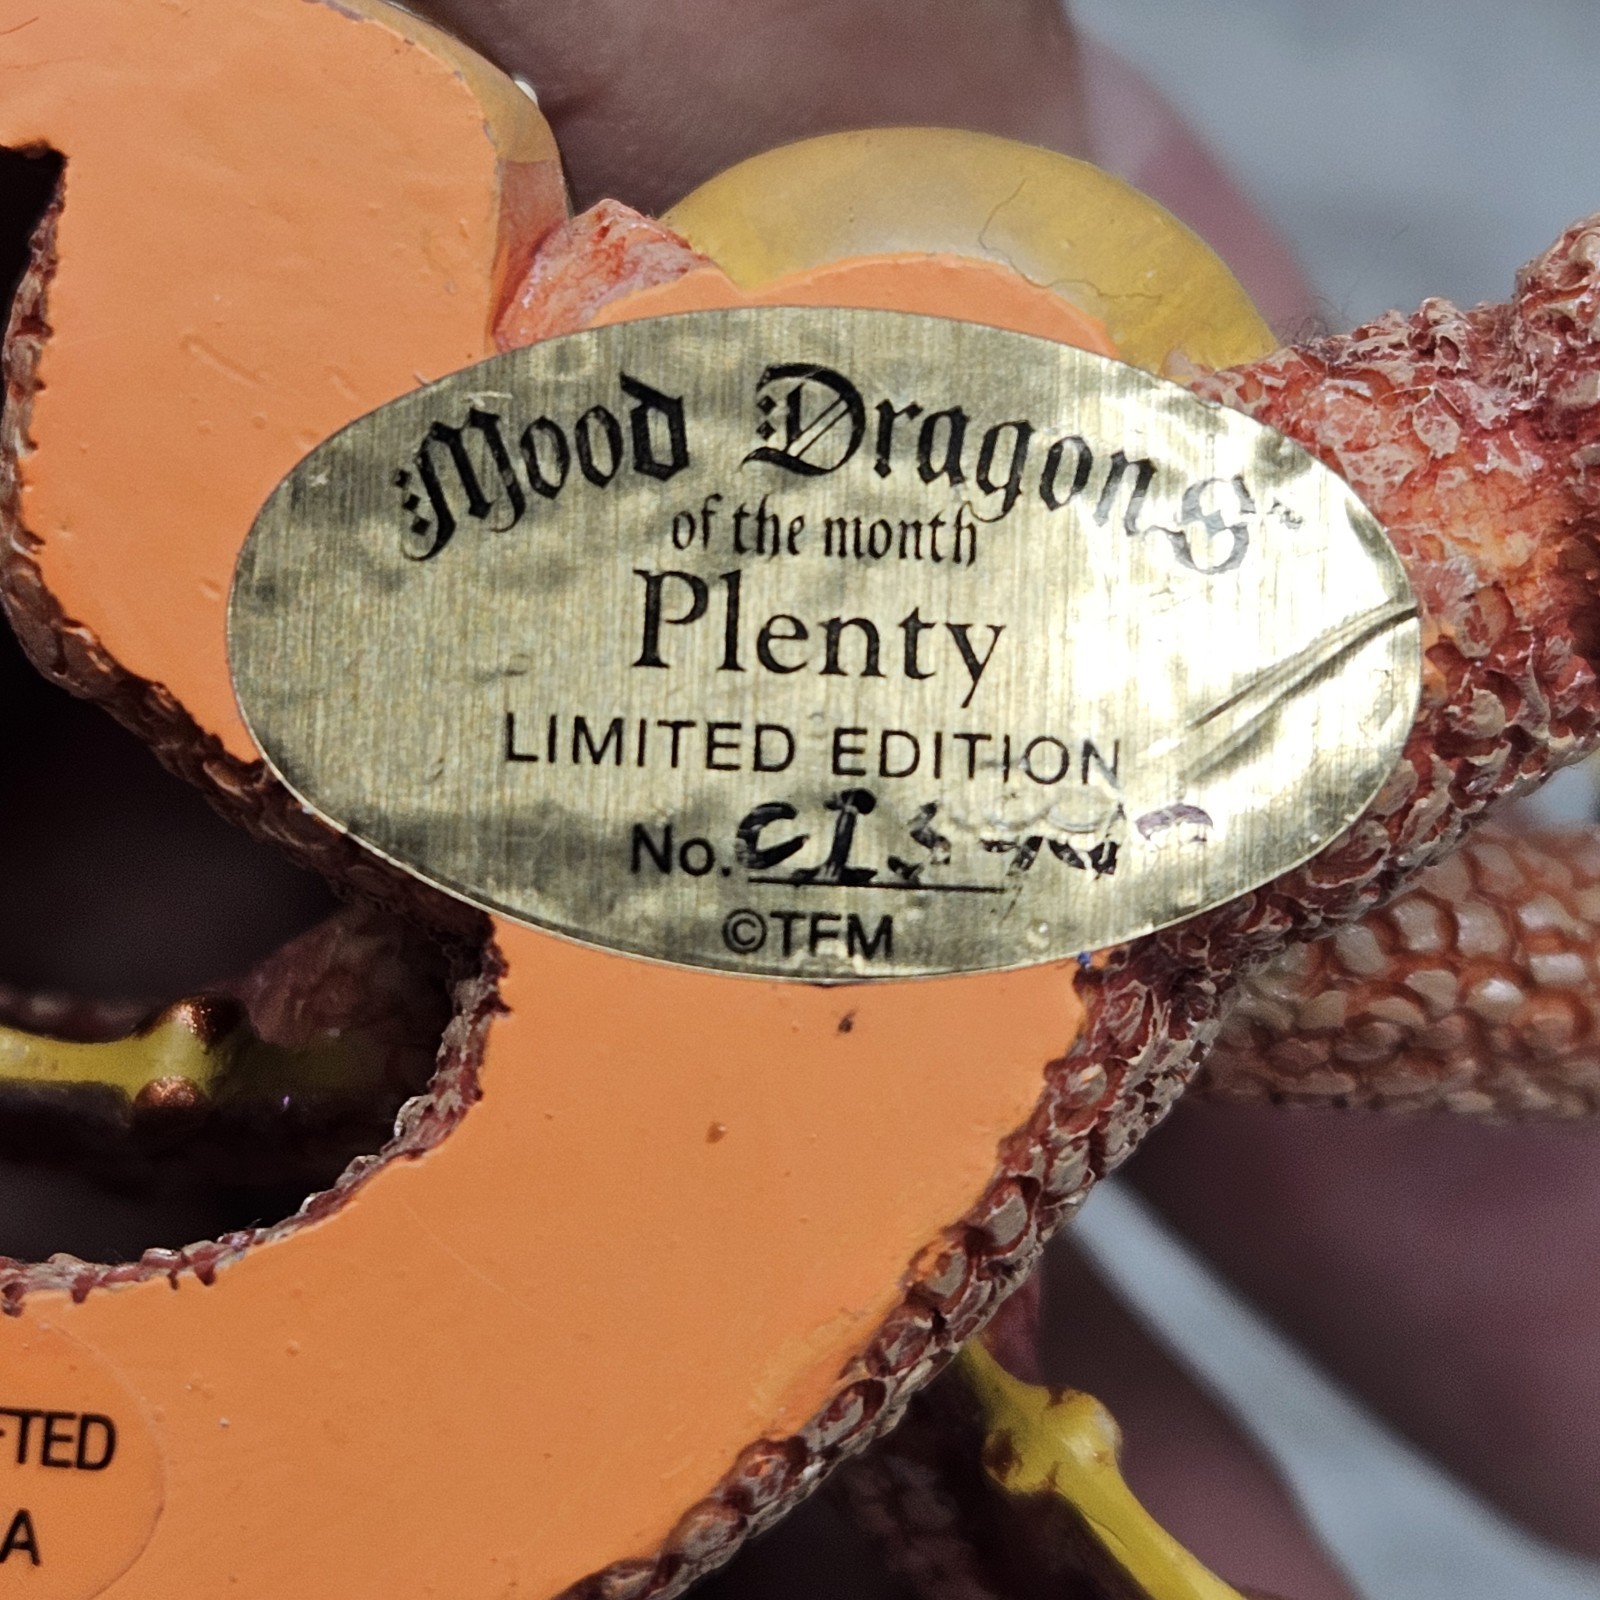 Mood Dragons
of the month
Plenty
LIMITED EDITION
No.
©TFM
FTED
A